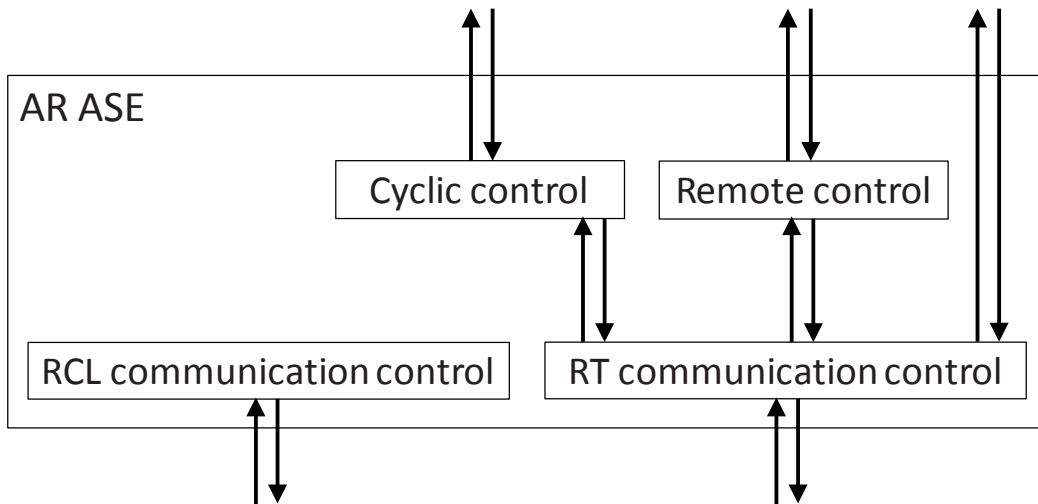 AR ASE
Cyclic control
Remote control
RCL communication control
RT communication control